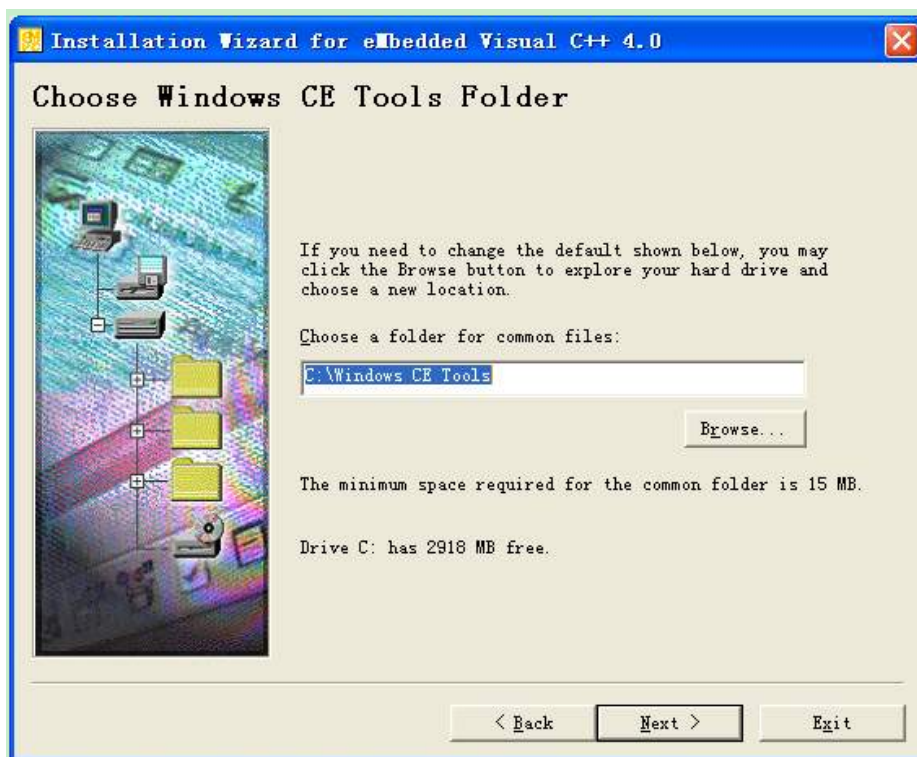 Installation Wizard for eMbedded Visual C++ 4.0
Choose Windows CE Tools Folder
If you need to change the default shown below, you may
click the Browse button to explore your hard drive and
choose a new location.
Choose a folder for common files:
C:\Windows CE Tools
Browse...
The minimum space required for the common folder is 15 MB.
Drive C: has 2918 MB free.
< Back
Next >
Exit